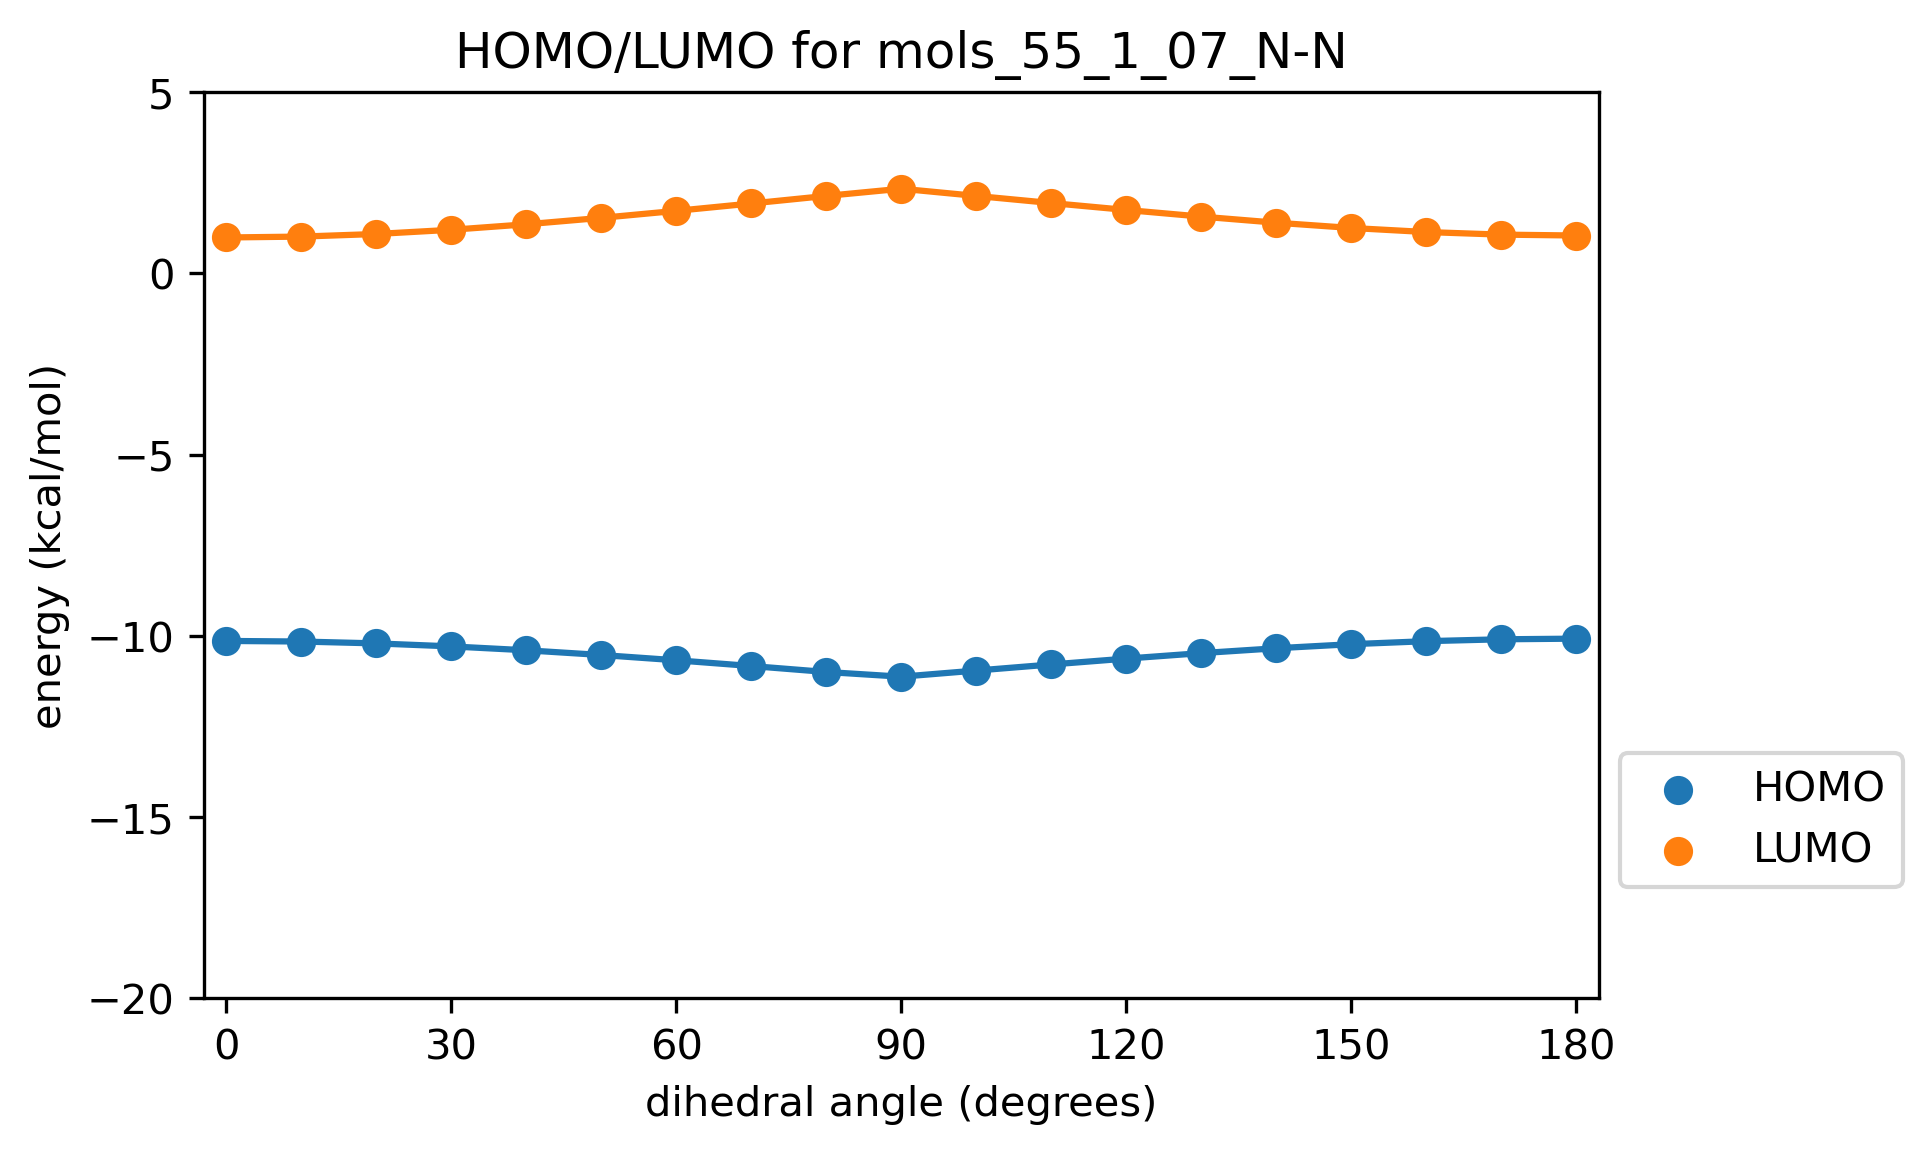 HOMO/LUMO for mols_55_1_07_N-N
5
0
−5
−10
−15
−20
energy (kcal/mol)
0 30 60 90 120 150 180
dihedral angle (degrees)
HOMO
LUMO